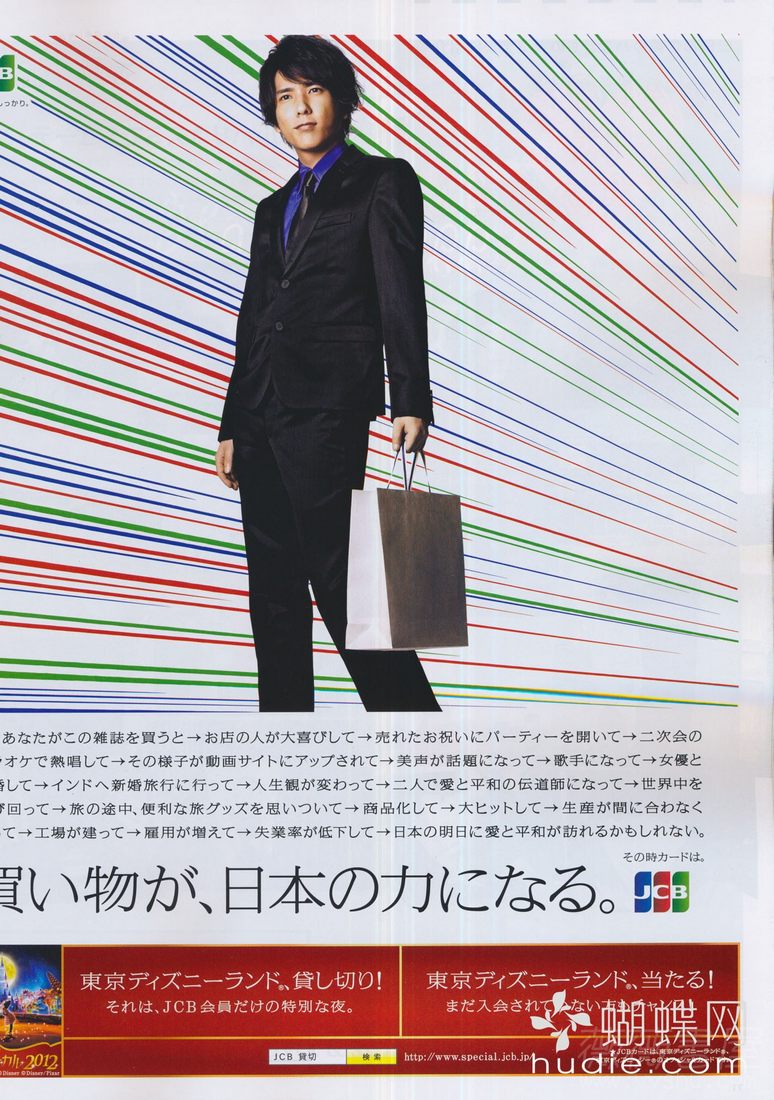 CB
しっかり。
あなたがこの雑誌を買うと→お店の人が大喜びして→売れたお祝いにパーティーを開いて→二次会の
ラオケで熱唱して→その様子が動画サイトにアップされて→美声が話題になって→歌手になって→女優と
婚して→インドへ新婚旅行に行って→人生観が変わって→二人で愛と平和の伝道師になって→世界中を
び回って→旅の途中、便利な旅グッズを思いついて→商品化して→大ヒットして→生産が間に合わなく
って→工場が建って→雇用が増えて→失業率が低下して→日本の明日に愛と平和が訪れるかもしれない。
その時カードは。
買い物が、日本の力になる。
JCB
東京ディズニーランド®、貸し切り!
それは、JCB会員だけの特別な夜。
東京ディズニーランド®、当たる!
まだ入会されていない方もチャンス!
カル・2012
©Disney ©Disney/Pixar
JCB 貸切
検索
http://www.special.jcb.jp/
★JCBカードは、東京ディズニーランド®、
蝴蝶网
hudie.com